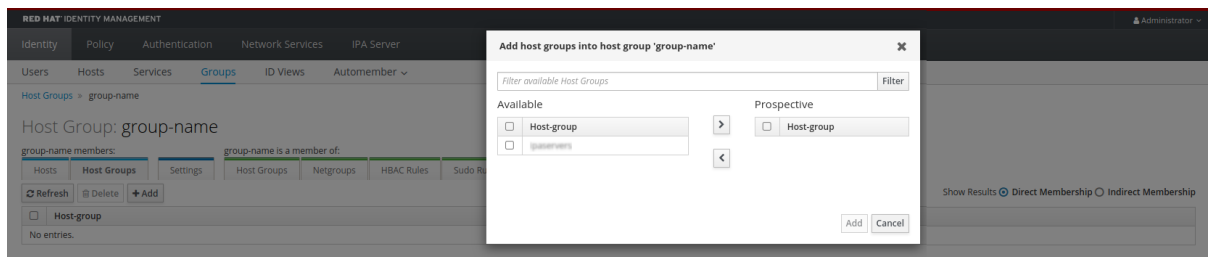 RED HAT IDENTITY MANAGEMENT
Administrator
Identity Policy Authentication Network Services IPA Server
Users Hosts Services Groups ID Views Automember
Host Groups » group-name
Host Group: group-name
group-name members: group-name is a member of:
Hosts Host Groups Settings Host Groups Netgroups HBAC Rules Sudo Ru
Refresh Delete Add
Show Results Direct Membership Indirect Membership
Host-group
No entries.
Add host groups into host group 'group-name'
Filter available Host Groups Filter
Available Prospective
Host-group Host-group
ipaservers
Add Cancel